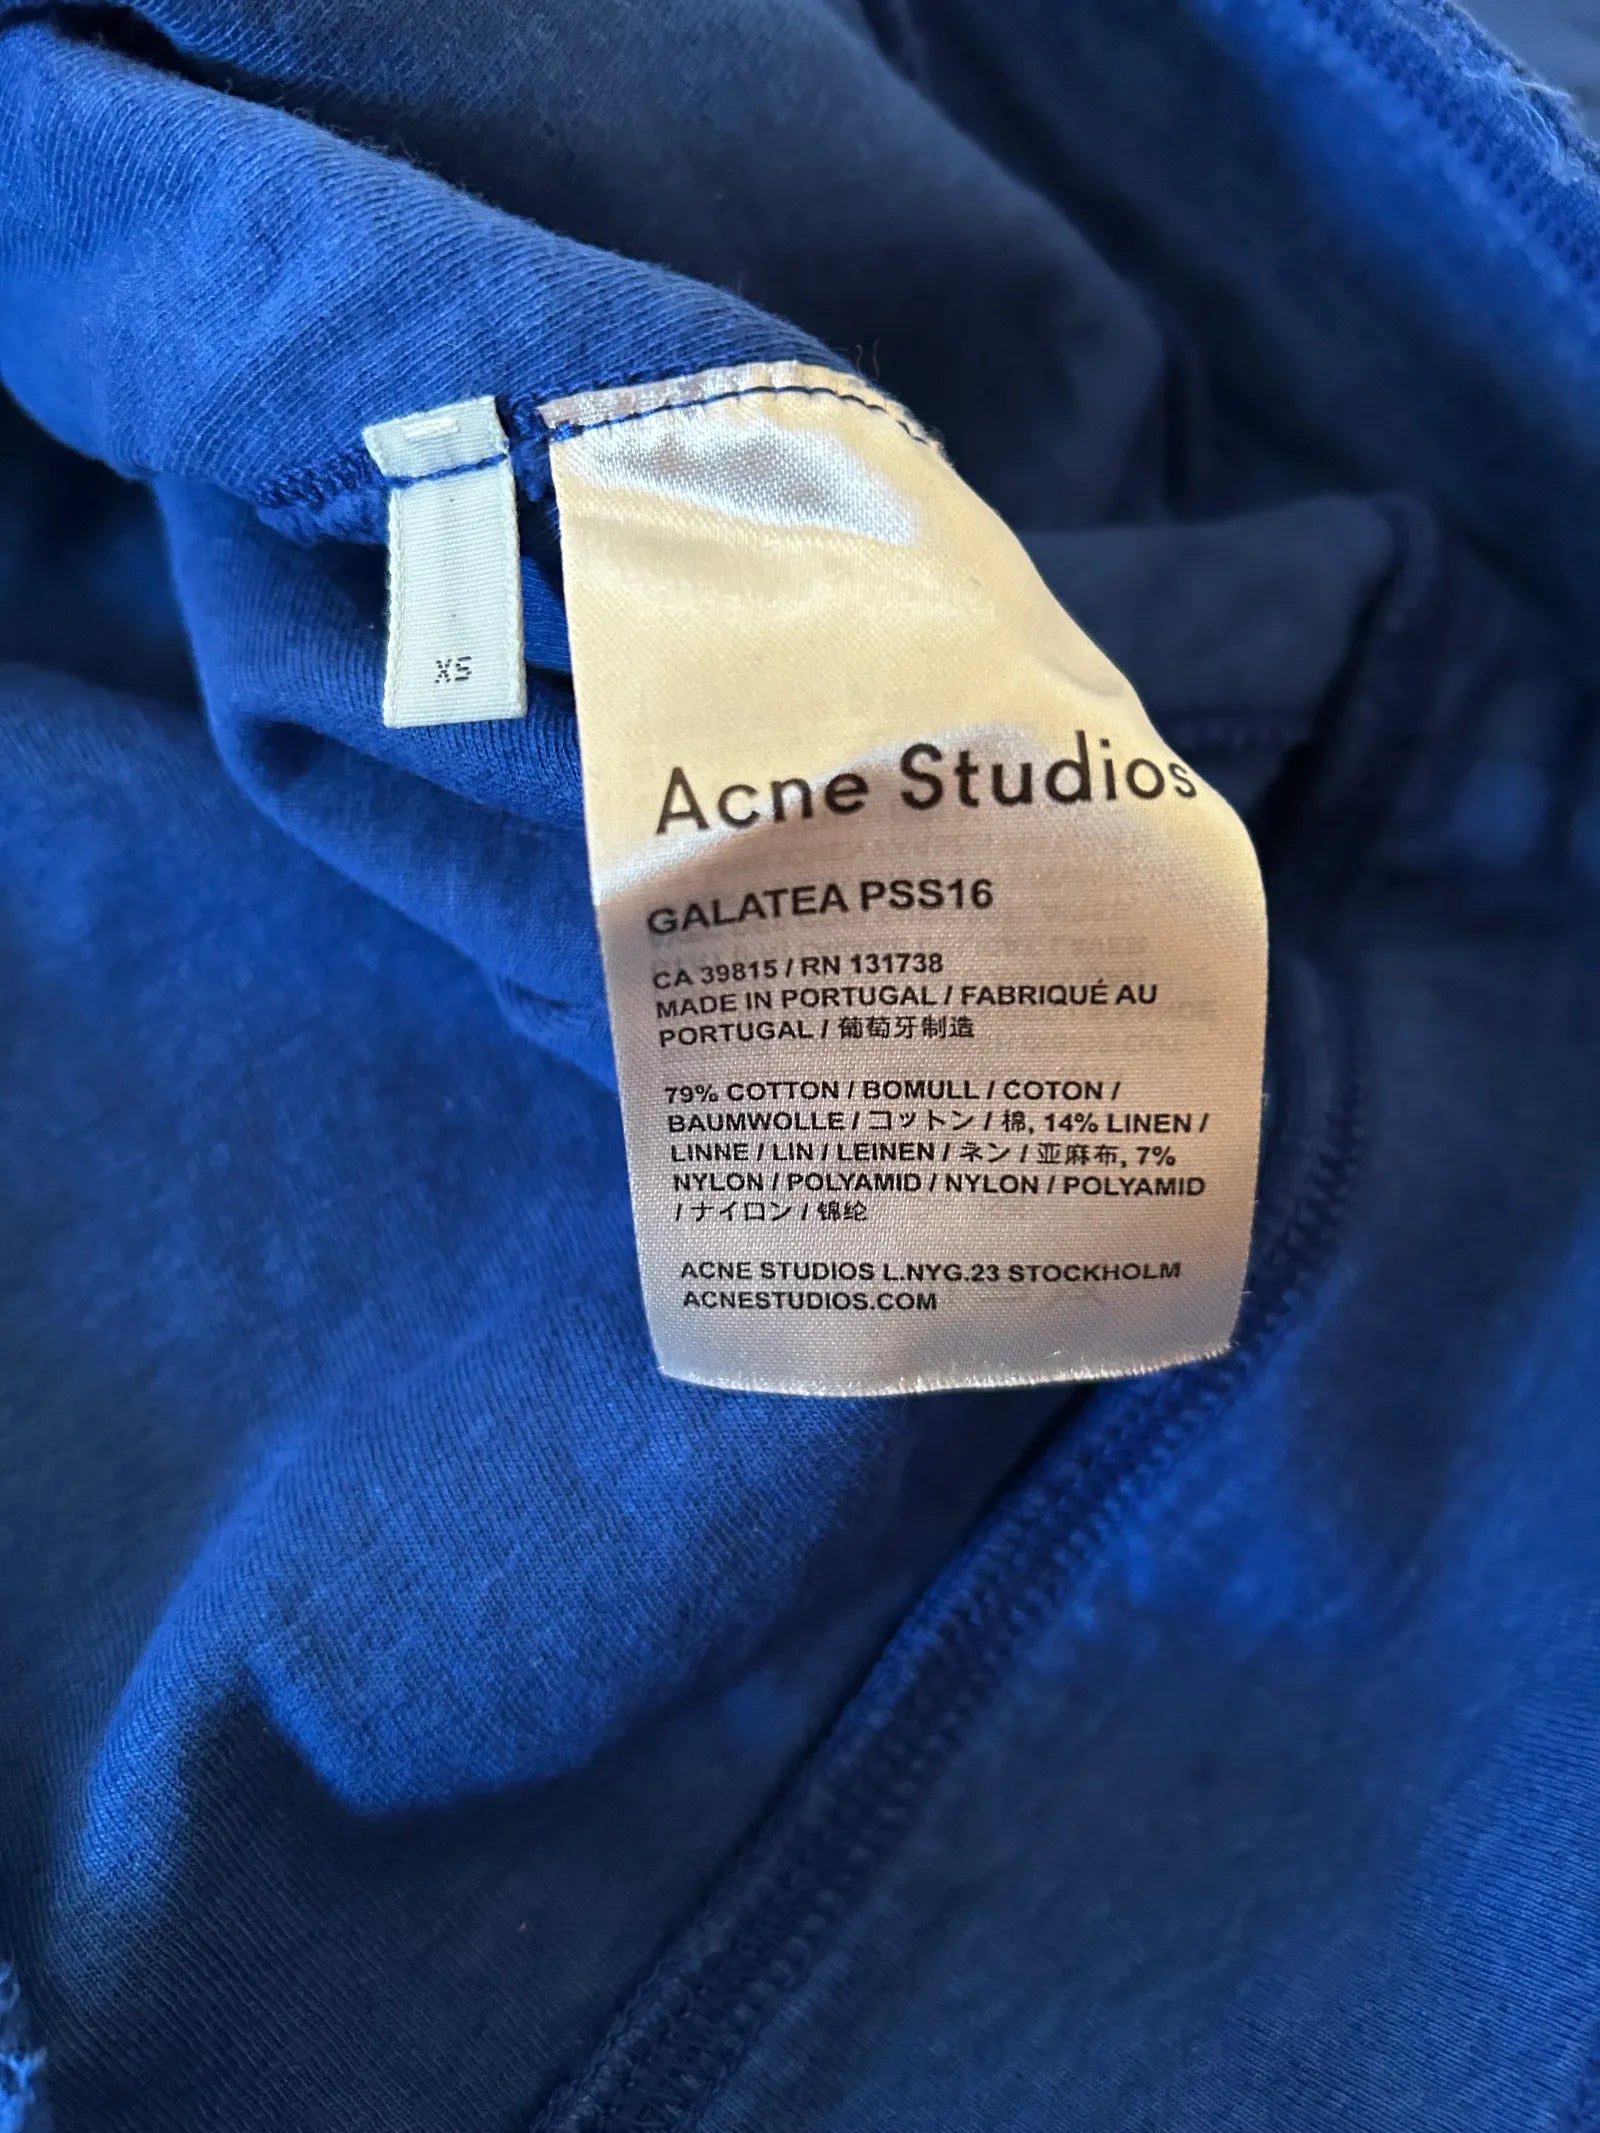 XS
Acne Studios
GALATEA PSS16
CA 39815 / RN 131738
MADE IN PORTUGAL / FABRIQUÉ AU
PORTUGAL / 葡萄牙制造
79% COTTON / BOMULL / COTON /
BAUMWOLLE / コットン / 棉, 14% LINEN /
LINNE / LIN / LEINEN / ネン / 亚麻布, 7%
NYLON / POLYAMID / NYLON / POLYAMID
/ ナイロン / 锦纶
ACNE STUDIOS L.NYG.23 STOCKHOLM
ACNESTUDIOS.COM